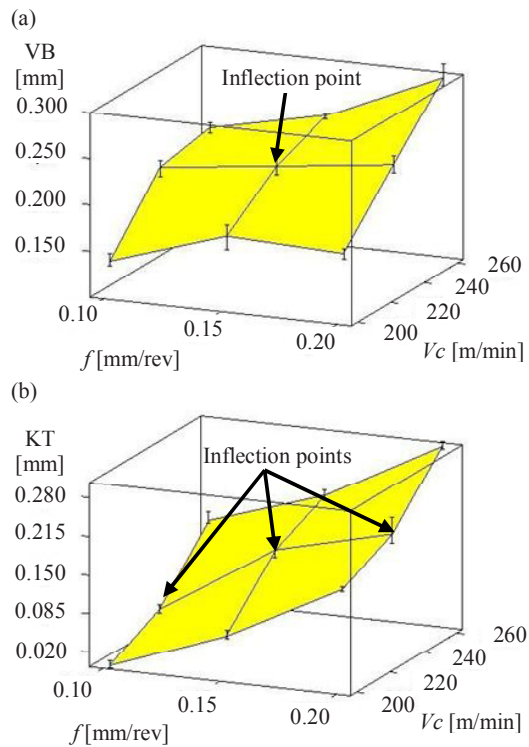 (a)
VB
[mm]
Inflection point
0.300
0.250
0.200
0.150
0.10
0.15
0.20
f [mm/rev]
200
220
240
260
Vc [m/min]
(b)
KT
[mm]
Inflection points
0.280
0.215
0.150
0.085
0.020
0.10
0.15
0.20
f [mm/rev]
200
220
240
260
Vc [m/min]